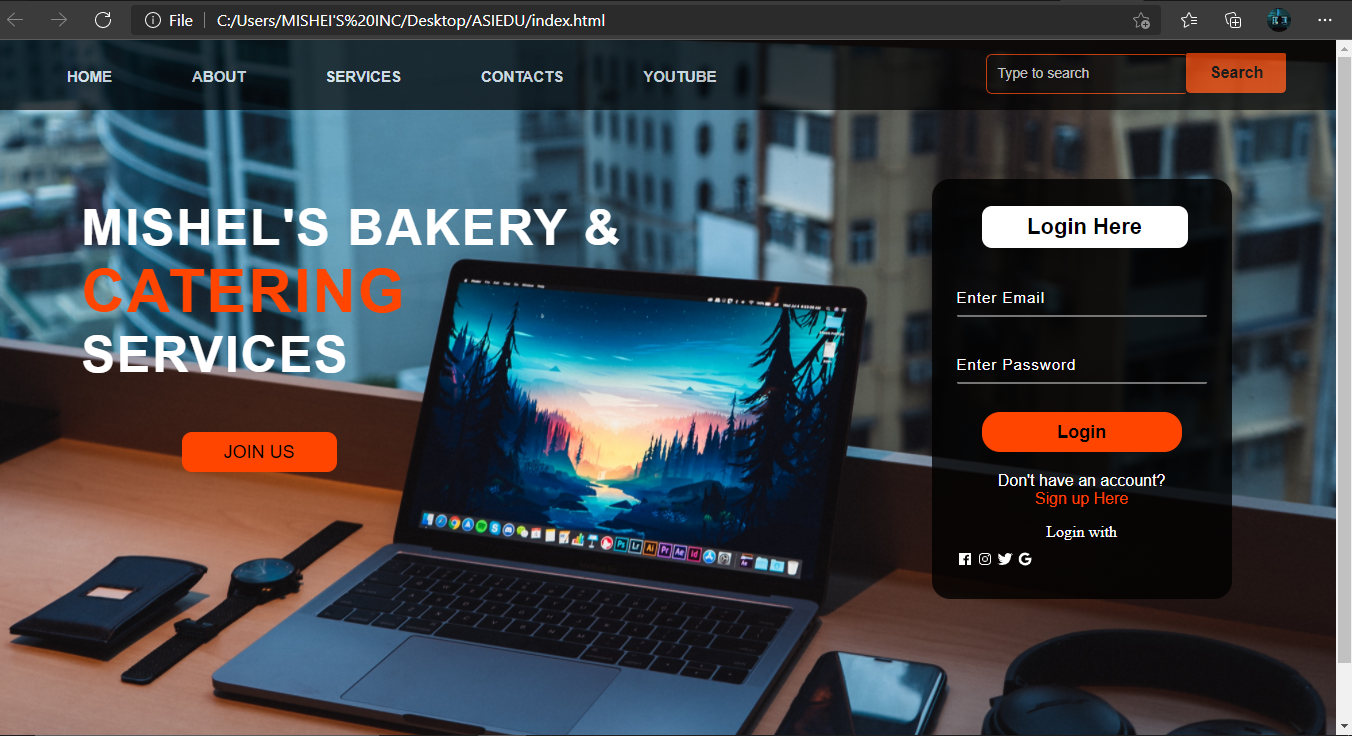 File C:/Users/MISHEI'S%20INC/Desktop/ASIEDU/index.html
HOME ABOUT SERVICES CONTACTS YOUTUBE Type to search Search
MISHEL'S BAKERY &
CATERING
SERVICES
JOIN US
Login Here
Enter Email
Enter Password
Login
Don't have an account?
Sign up Here
Login with